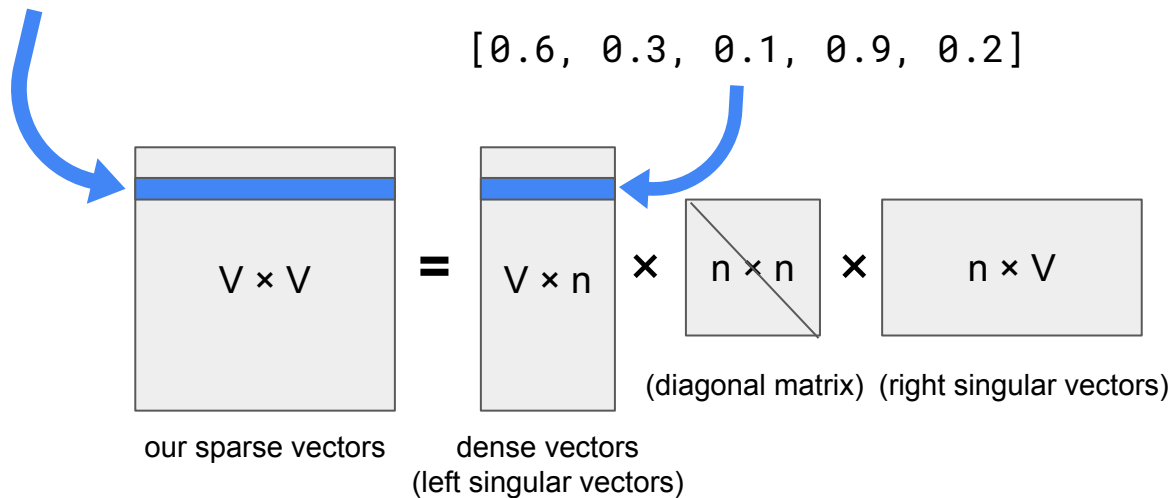 [0.6, 0.3, 0.1, 0.9, 0.2]
V × V
=
V × n
×
n × n
×
n × V
(diagonal matrix)
(right singular vectors)
our sparse vectors
dense vectors
(left singular vectors)